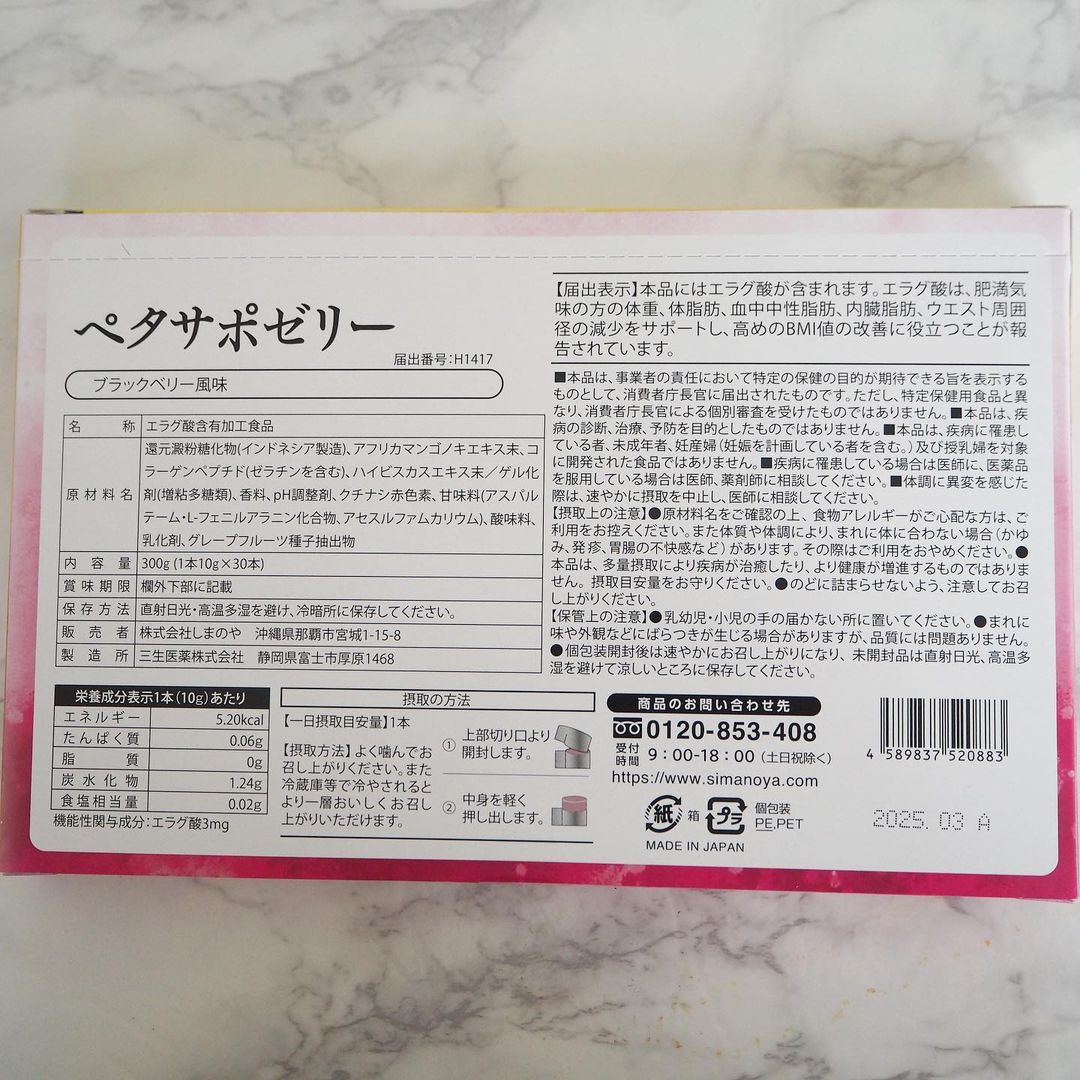 ペタサポゼリー
届出番号:H1417
ブラックベリー風味
名称 エラグ酸含有加工食品
原材料名 還元澱粉糖化物(インドネシア製造)、アフリカマンゴノキエキス末、コ
ラーゲンペプチド(ゼラチンを含む)、ハイビスカスエキス末／ゲル化
剤(増粘多糖類)、香料、pH調整剤、クチナシ赤色素、甘味料(アスパル
テーム・L-フェニルアラニン化合物、アセスルファムカリウム)、酸味料、
乳化剤、グレープフルーツ種子抽出物
内容量 300g (1本10g×30本)
賞味期限 欄外下部に記載
保存方法 直射日光・高温多湿を避け、冷暗所に保存してください。
販売者 株式会社しまのや 沖縄県那覇市宮城1-15-8
製造所 三生医薬株式会社 静岡県富士市厚原1468
栄養成分表示1本(10g)あたり
エネルギー 5.20kcal
たんぱく質 0.06g
脂質 0g
炭水化物 1.24g
食塩相当量 0.02g
機能性関与成分:エラグ酸3mg
摂取の方法
【一日摂取目安量】1本
【摂取方法】よく噛んでお
召し上がりください。また
冷蔵庫等で冷やされると
より一層おいしくお召し
上がりいただけます。
① 上部切り口より
開封します。
② 中身を軽く
押し出します。
【届出表示】本品にはエラグ酸が含まれます。エラグ酸は、肥満気
味の方の体重、体脂肪、血中中性脂肪、内臓脂肪、ウエスト周囲
径の減少をサポートし、高めのBMI値の改善に役立つことが報
告されています。
■本品は、事業者の責任において特定の保健の目的が期待できる旨を表示する
ものとして、消費者庁長官に届出されたものです。ただし、特定保健用食品と異
なり、消費者庁長官による個別審査を受けたものではありません。■本品は、疾
病の診断、治療、予防を目的としたものではありません。■本品は、疾病に罹患し
ている者、未成年者、妊産婦(妊娠を計画している者を含む。)及び授乳婦を対象
に開発された食品ではありません。■疾病に罹患している場合は医師に、医薬品
を服用している場合は医師、薬剤師に相談してください。■体調に異変を感じた
際は、速やかに摂取を中止し、医師に相談してください。
【摂取上の注意】●原材料名をご確認の上、食物アレルギーがご心配な方は、ご
利用をお控えください。また体質や体調により、まれに体に合わない場合(かゆ
み、発疹、胃腸の不快感など)があります。その際はご利用をおやめください。●
本品は、多量摂取により疾病が治癒したり、より健康が増進するものではありま
せん。摂取目安量をお守りください。●のどに詰まらせないよう、注意してお召
し上がりください。
【保管上の注意】●乳幼児・小児の手の届かない所に置いてください。●まれに
味や外観などにばらつきが生じる場合がありますが、品質には問題ありません。
●個包装開封後は速やかにお召し上がりになり、未開封品は直射日光、高温多
湿を避けて涼しいところに保存してください。
商品のお問い合わせ先
0120-853-408
受付時間 9:00-18:00 (土日祝除く)
https://www.simanoya.com
紙 箱 プラ 個包装
PE,PET
MADE IN JAPAN
4 589837 520883
2025. 03 A